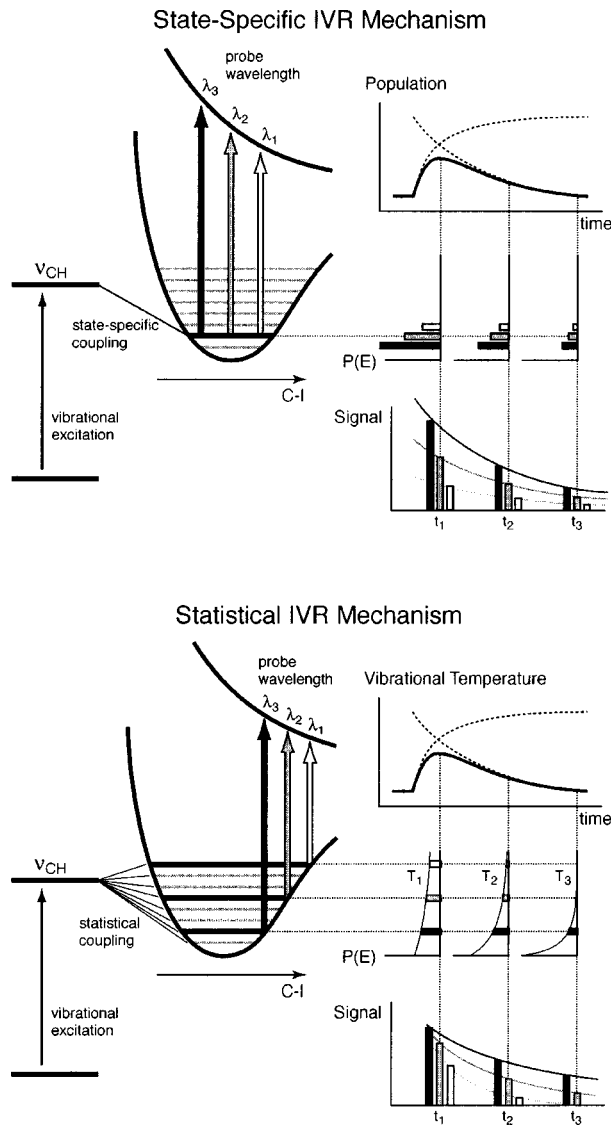 State-Specific IVR Mechanism
probe
wavelength
λ3
λ2
λ1
νCH
state-specific
coupling
vibrational
excitation
C-I
Population
time
P(E)
Signal
t1
t2
t3
Statistical IVR Mechanism
probe
wavelength
λ3
λ2
λ1
νCH
statistical
coupling
vibrational
excitation
C-I
Vibrational Temperature
time
T1
T2
T3
P(E)
Signal
t1
t2
t3